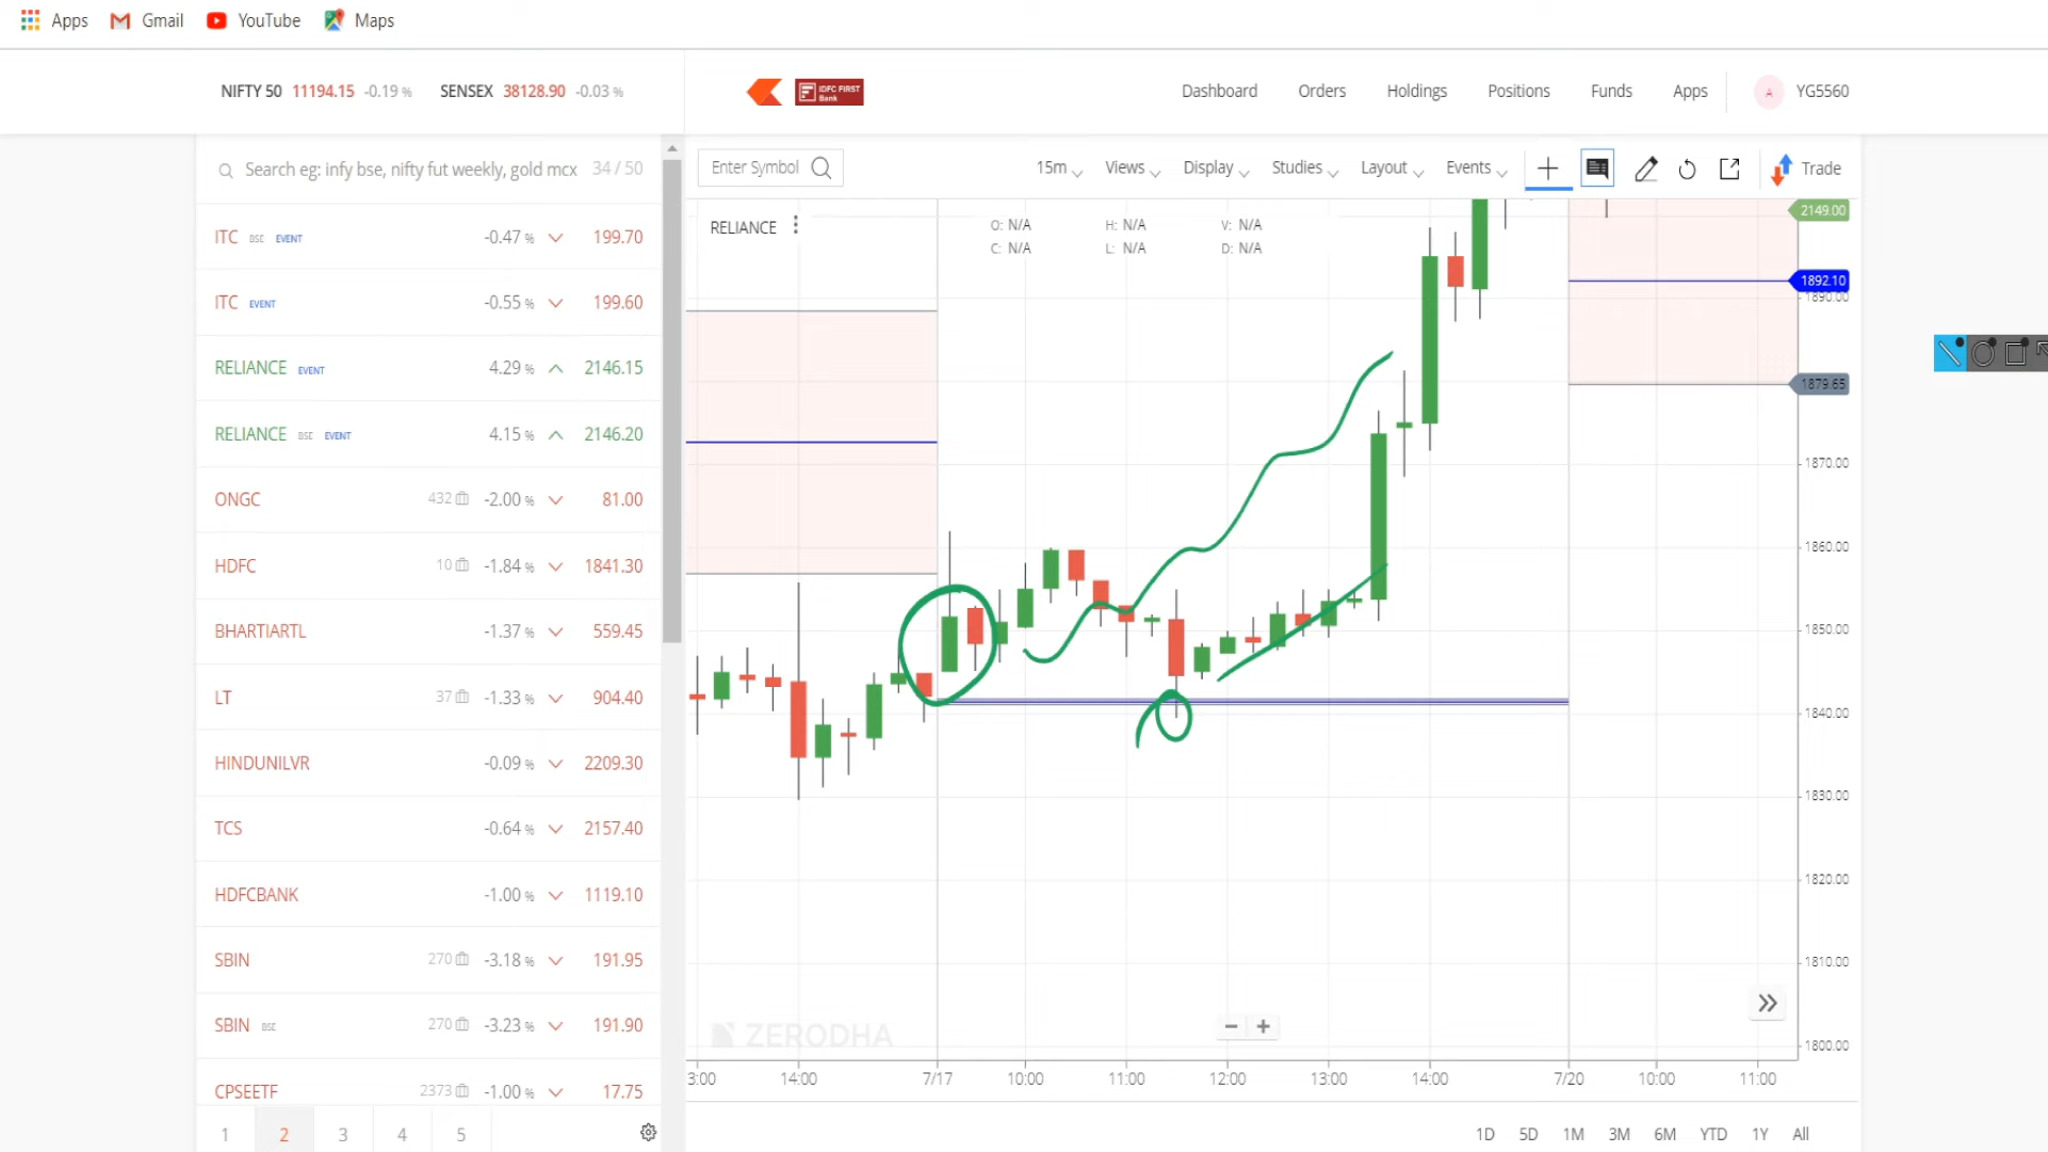 Apps Gmail YouTube Maps
NIFTY 50 11194.15 -0.19 % SENSEX 38128.90 -0.03 %
IDFC FIRST
Bank
Dashboard Orders Holdings Positions Funds Apps A YG5560
Search eg: infy bse, nifty fut weekly, gold mcx 34 / 50
ITC BSE EVENT -0.47 % 199.70
ITC EVENT -0.55 % 199.60
RELIANCE EVENT 4.29 % 2146.15
RELIANCE BSE EVENT 4.15 % 2146.20
ONGC 432 -2.00 % 81.00
HDFC 10 -1.84 % 1841.30
BHARTIARTL -1.37 % 559.45
LT 37 -1.33 % 904.40
HINDUNILVR -0.09 % 2209.30
TCS -0.64 % 2157.40
HDFCBANK -1.00 % 1119.10
SBIN 270 -3.18 % 191.95
SBIN BSE 270 -3.23 % 191.90
CPSEETF 2373 -1.00 % 17.75
1 2 3 4 5
Enter Symbol 15m Views Display Studies Layout Events Trade
RELIANCE
O: N/A H: N/A V: N/A
C: N/A L: N/A D: N/A
2149.00
1892.10
1890.00
1879.65
1870.00
1860.00
1850.00
1840.00
1830.00
1820.00
1810.00
1800.00
ZERODHA
3:00 14:00 7/17 10:00 11:00 12:00 13:00 14:00 7/20 10:00 11:00
1D 5D 1M 3M 6M YTD 1Y All